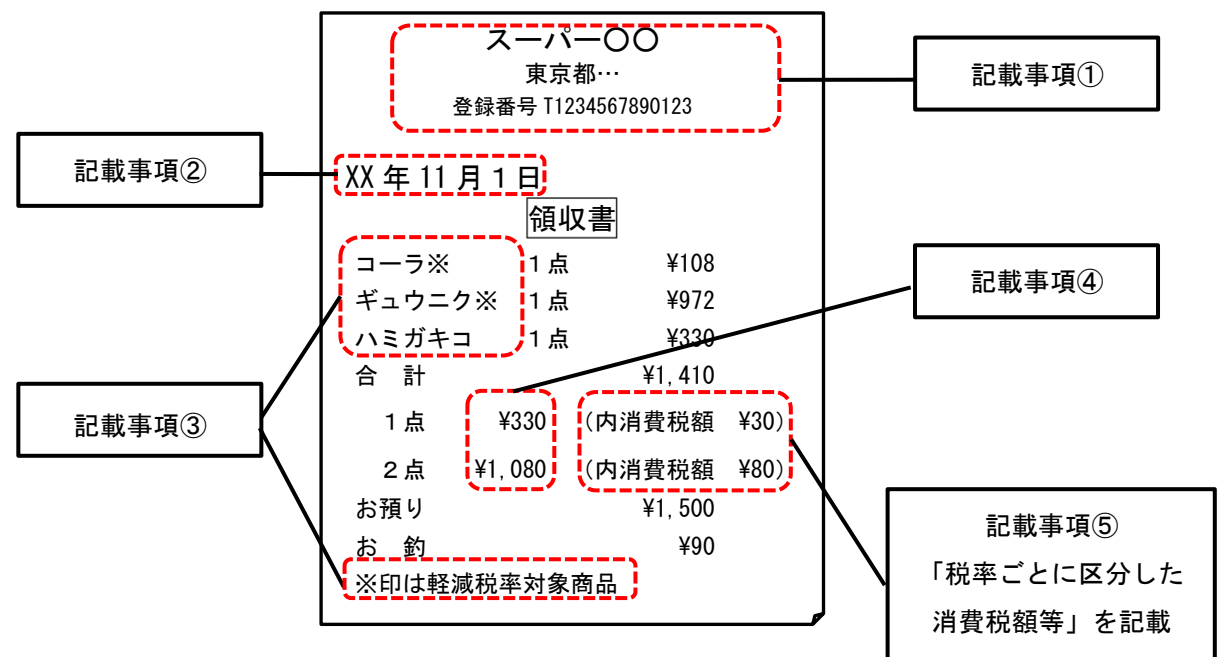 スーパー〇〇
東京都…
登録番号 T1234567890123
記載事項①
記載事項②
XX 年 11 月 1 日
領収書
コーラ※ 1点 ¥108
ギュウニク※ 1点 ¥972
ハミガキコ 1点 ¥330
合 計 ¥1,410
1点 ¥330 (内消費税額 ¥30)
2点 ¥1,080 (内消費税額 ¥80)
お預り ¥1,500
お 釣 ¥90
※印は軽減税率対象商品
記載事項③
記載事項④
記載事項⑤
「税率ごとに区分した
消費税額等」を記載